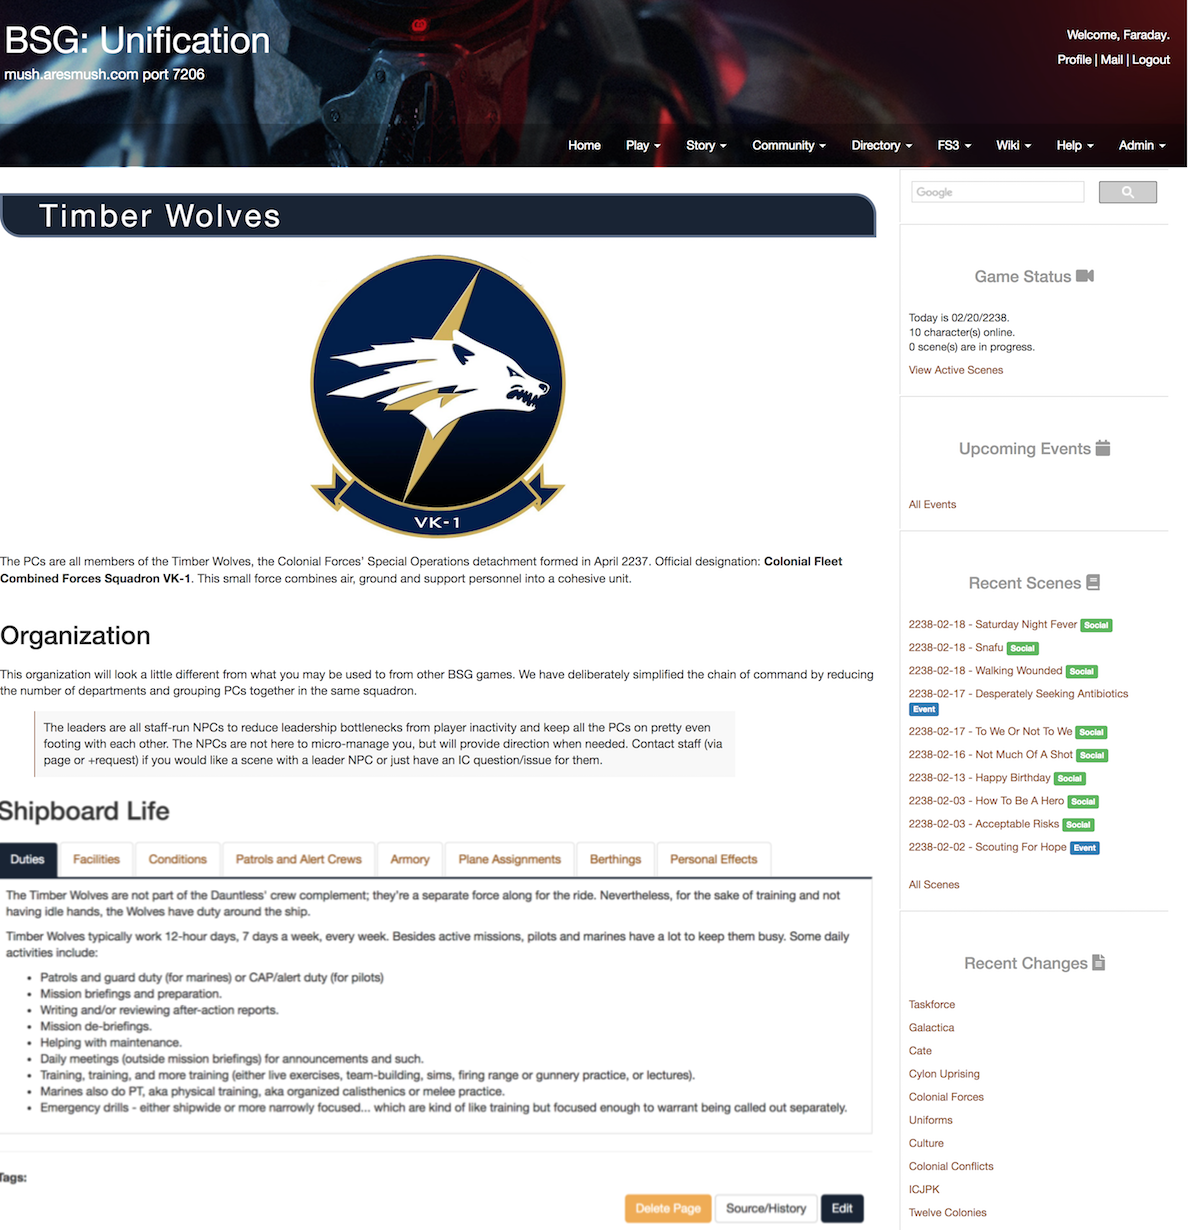 BSG: Unification
mush.aresmush.com port 7206
Welcome, Faraday.
Profile | Mail | Logout
Home Play Story Community Directory FS3 Wiki Help Admin
Timber Wolves
VK-1
The PCs are all members of the Timber Wolves, the Colonial Forces' Special Operations detachment formed in April 2237. Official designation: Colonial Fleet
Combined Forces Squadron VK-1. This small force combines air, ground and support personnel into a cohesive unit.
Organization
This organization will look a little different from what you may be used to from other BSG games. We have deliberately simplified the chain of command by reducing
the number of departments and grouping PCs together in the same squadron.
The leaders are all staff-run NPCs to reduce leadership bottlenecks from player inactivity and keep all the PCs on pretty even
footing with each other. The NPCs are not here to micro-manage you, but will provide direction when needed. Contact staff (via
page or +request) if you would like a scene with a leader NPC or just have an IC question/issue for them.
Shipboard Life
Duties Facilities Conditions Patrols and Alert Crews Armory Plane Assignments Berthings Personal Effects
The Timber Wolves are not part of the Dauntless' crew complement; they're a separate force along for the ride. Nevertheless, for the sake of training and not
having idle hands, the Wolves have duty around the ship.
Timber Wolves typically work 12-hour days, 7 days a week, every week. Besides active missions, pilots and marines have a lot to keep them busy. Some daily
activities include:
• Patrols and guard duty (for marines) or CAP/alert duty (for pilots)
• Mission briefings and preparation.
• Writing and/or reviewing after-action reports.
• Mission de-briefings.
• Helping with maintenance.
• Daily meetings (outside mission briefings) for announcements and such.
• Training, training, and more training (either live exercises, team-building, sims, firing range or gunnery practice, or lectures).
• Marines also do PT, aka physical training, aka organized calisthenics or melee practice.
• Emergency drills - either shipwide or more narrowly focused... which are kind of like training but focused enough to warrant being called out separately.
Tags:
Delete Page Source/History Edit
Google
Game Status
Today is 02/20/2238.
10 character(s) online.
0 scene(s) are in progress.
View Active Scenes
Upcoming Events
All Events
Recent Scenes
2238-02-18 - Saturday Night Fever Social
2238-02-18 - Snafu Social
2238-02-18 - Walking Wounded Social
2238-02-17 - Desperately Seeking Antibiotics
Event
2238-02-17 - To We Or Not To We Social
2238-02-16 - Not Much Of A Shot Social
2238-02-13 - Happy Birthday Social
2238-02-03 - How To Be A Hero Social
2238-02-03 - Acceptable Risks Social
2238-02-02 - Scouting For Hope Event
All Scenes
Recent Changes
Taskforce
Galactica
Cate
Cylon Uprising
Colonial Forces
Uniforms
Culture
Colonial Conflicts
ICJPK
Twelve Colonies